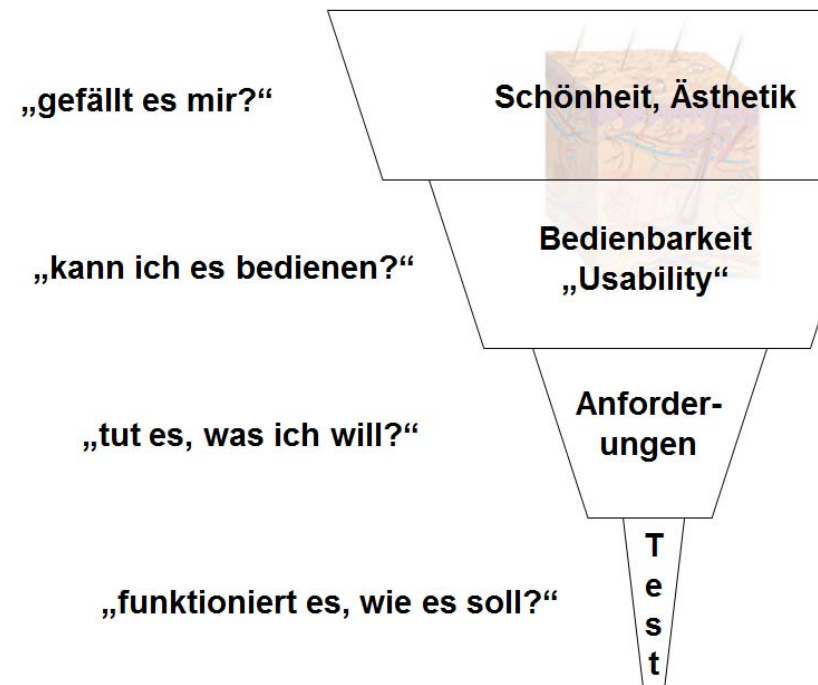 „gefällt es mir?“
Schönheit, Ästhetik
„kann ich es bedienen?“
Bedienbarkeit
„Usability“
„tut es, was ich will?“
Anforder-
ungen
„funktioniert es, wie es soll?“
T
e
s
t